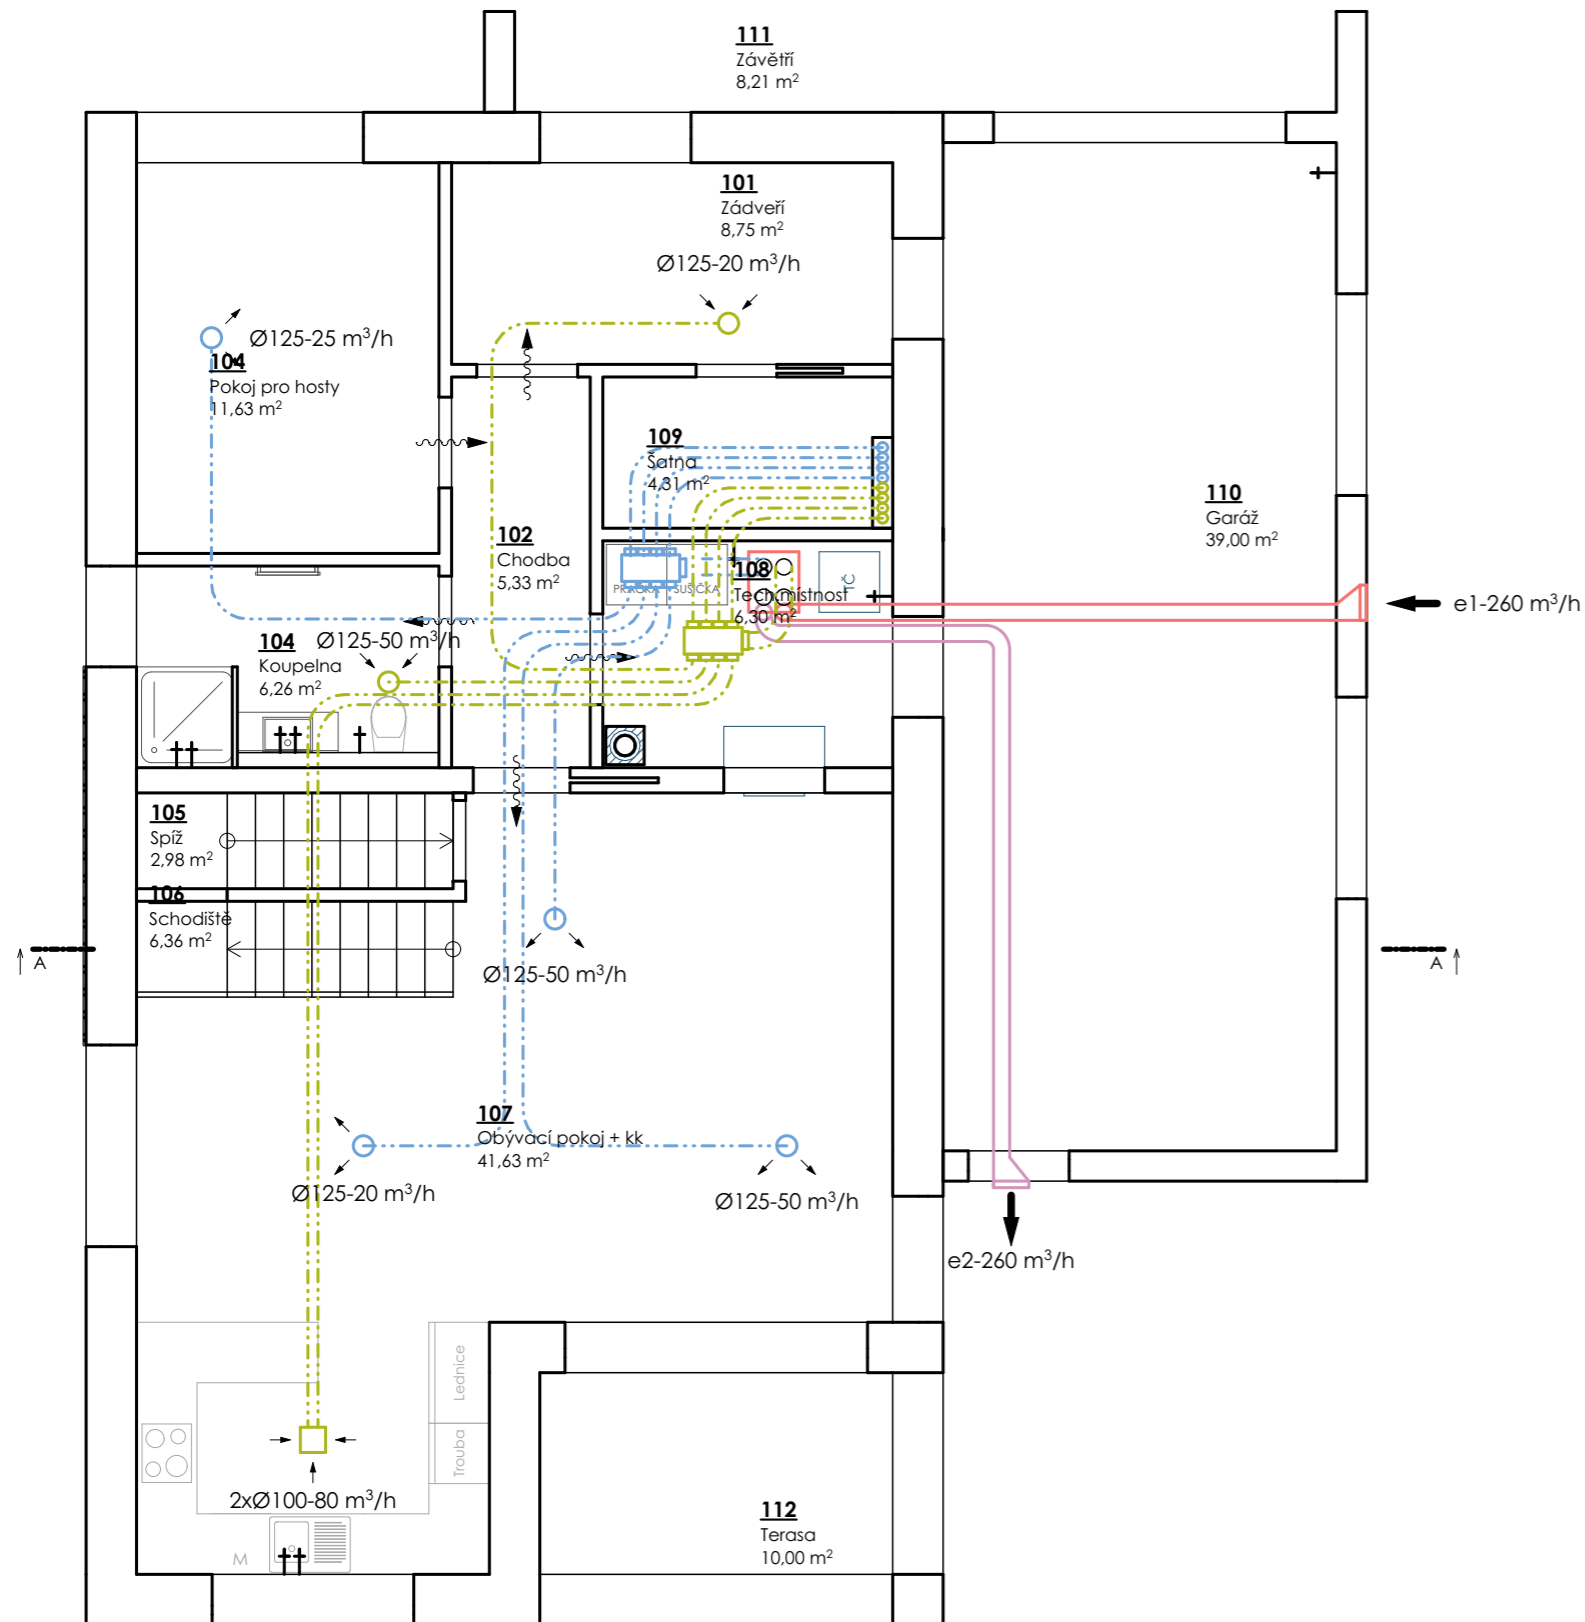 111
Závětří
8,21 m²
101
Zádveří
8,75 m²
Ø125-20 m³/h
Ø125-25 m³/h
104
Pokoj pro hosty
11,63 m²
109
Šatna
4,31 m²
110
Garáž
39,00 m²
102
Chodba
5,33 m²
PRAČKA
SUŠIČKA
108
Tech.místnost
6,30 m²
TČ
e1-260 m³/h
104
Koupelna
6,26 m²
Ø125-50 m³/h
105
Spíž
2,98 m²
106
Schodiště
6,36 m²
A
A
Ø125-50 m³/h
107
Obývací pokoj + kk
41,63 m²
Ø125-20 m³/h
Ø125-50 m³/h
e2-260 m³/h
Lednice
Trouba
2xØ100-80 m³/h
M
112
Terasa
10,00 m²